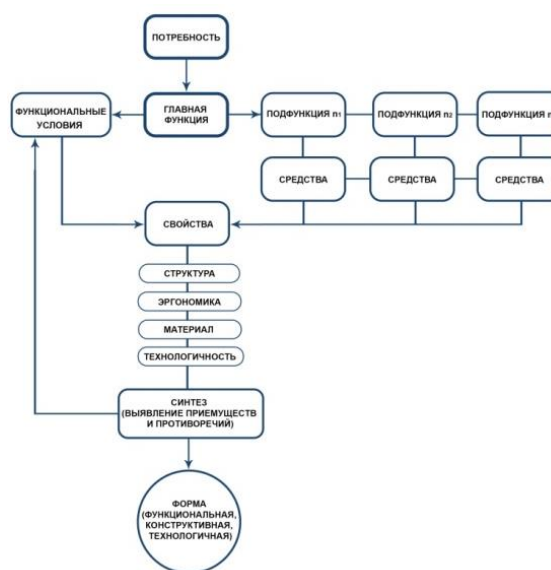 ПОТРЕБНОСТЬ
ФУНКЦИОНАЛЬНЫЕ
УСЛОВИЯ
ГЛАВНАЯ
ФУНКЦИЯ
ПОДФУНКЦИЯ n1
ПОДФУНКЦИЯ n2
ПОДФУНКЦИЯ n
СРЕДСТВА
СРЕДСТВА
СРЕДСТВА
СВОЙСТВА
СТРУКТУРА
ЭРГОНОМИКА
МАТЕРИАЛ
ТЕХНОЛОГИЧНОСТЬ
СИНТЕЗ
(ВЫЯВЛЕНИЕ ПРИЕМУЩЕСТВ
И ПРОТИВОРЕЧИЙ)
ФОРМА
(ФУНКЦИОНАЛЬНАЯ,
КОНСТРУКТИВНАЯ,
ТЕХНОЛОГИЧНАЯ)